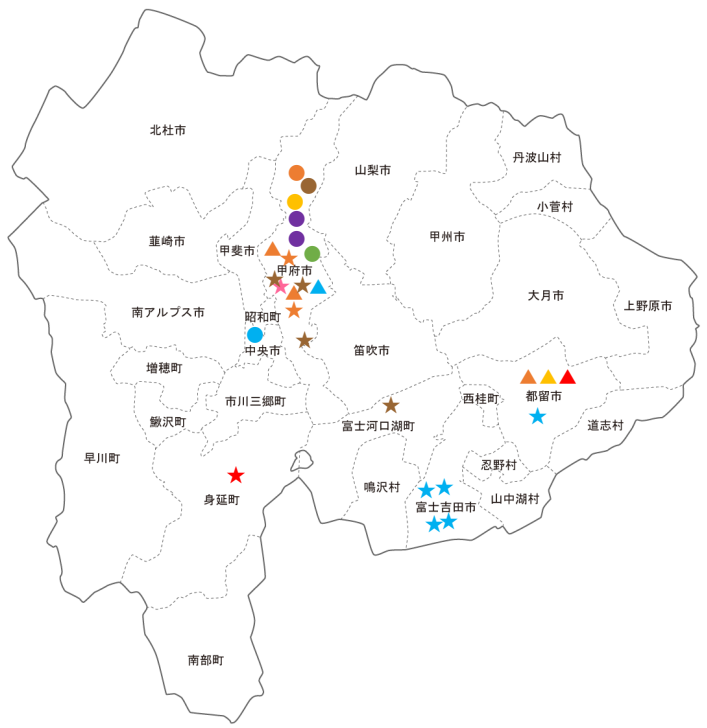 北杜市
丹波山村
山梨市
小菅村
韮崎市
甲斐市
甲州市
甲府市
大月市
南アルプス市
昭和町
上野原市
中央市
笛吹市
増穂町
西桂町
都留市
市川三郷町
鰍沢町
富士河口湖町
道志村
早川町
忍野村
鳴沢村
身延町
山中湖村
富士吉田市
南部町